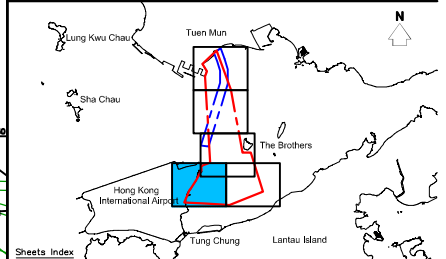 N
Tuen Mun
Lung Kwu Chau
Sha Chau
The Brothers
Hong Kong
International Airport
Tung Chung
Lantau Island
Sheets Index